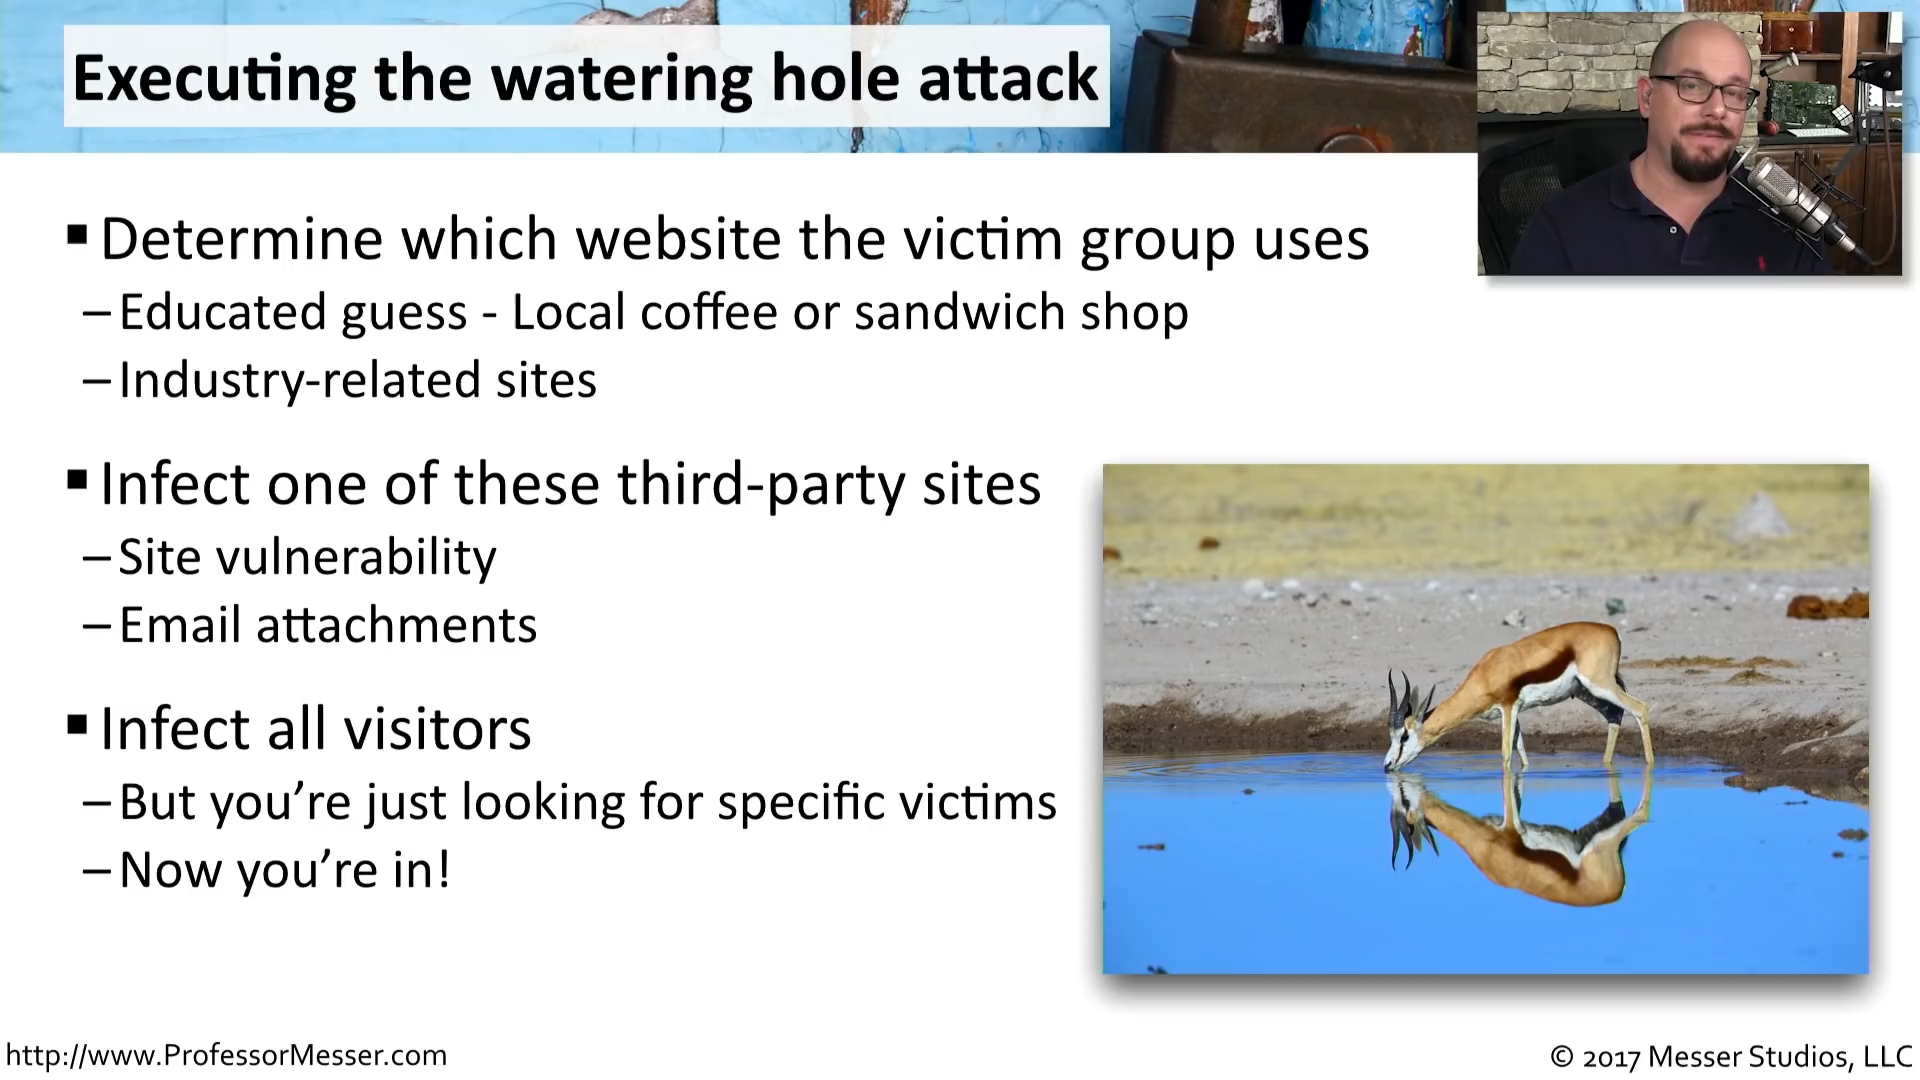 Executing the watering hole attack
▪ Determine which website the victim group uses
– Educated guess - Local coffee or sandwich shop
– Industry-related sites
▪ Infect one of these third-party sites
– Site vulnerability
– Email attachments
▪ Infect all visitors
– But you’re just looking for specific victims
– Now you’re in!
http://www.ProfessorMesser.com
© 2017 Messer Studios, LLC